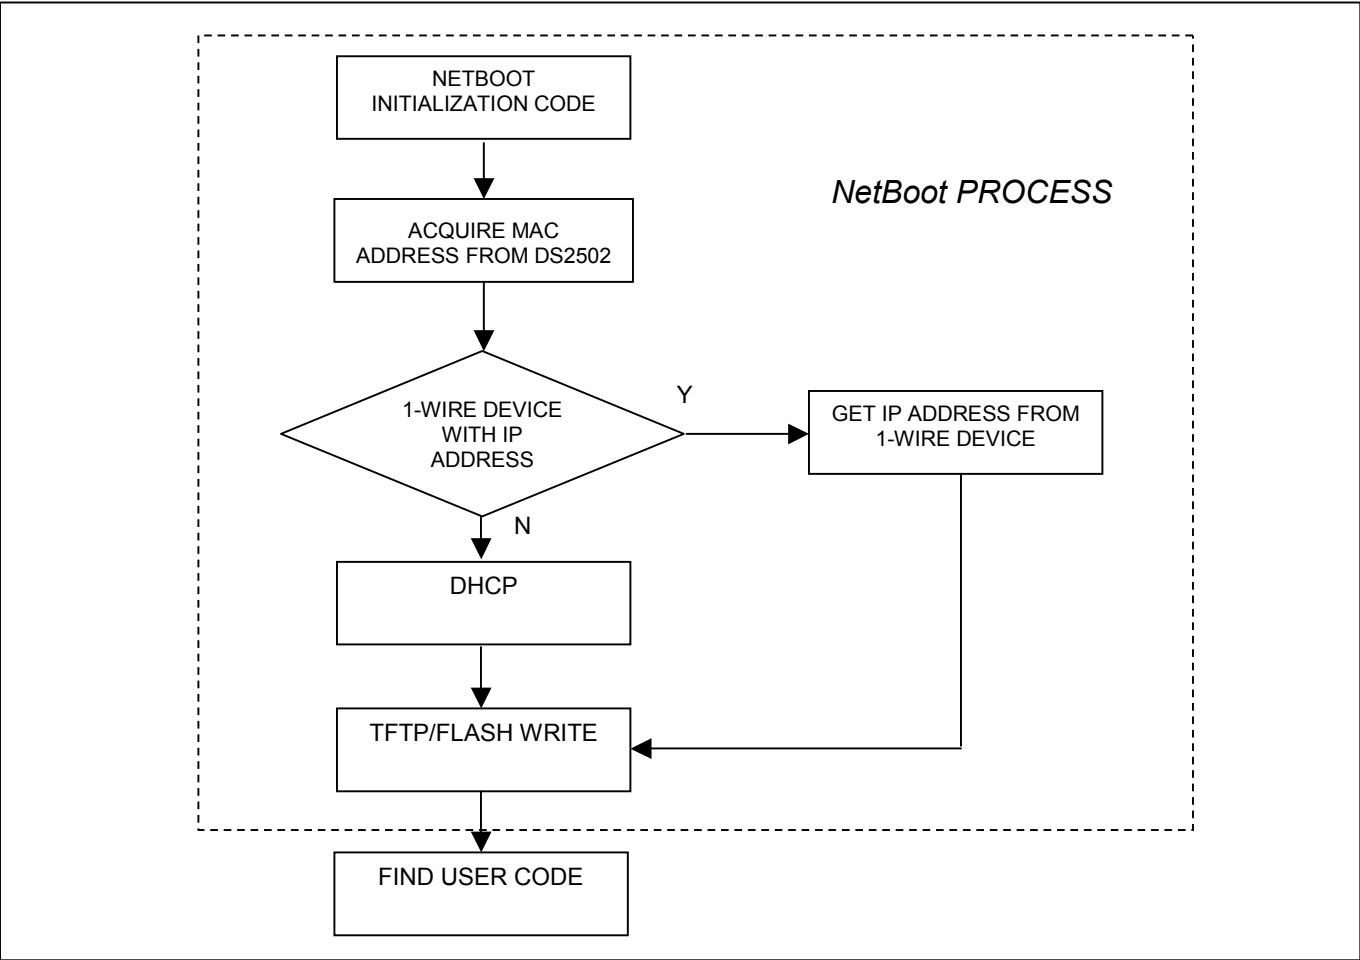 NETBOOT
INITIALIZATION CODE
NetBoot PROCESS
ACQUIRE MAC
ADDRESS FROM DS2502
1-WIRE DEVICE
WITH IP
ADDRESS
Y
GET IP ADDRESS FROM
1-WIRE DEVICE
N
DHCP
TFTP/FLASH WRITE
FIND USER CODE